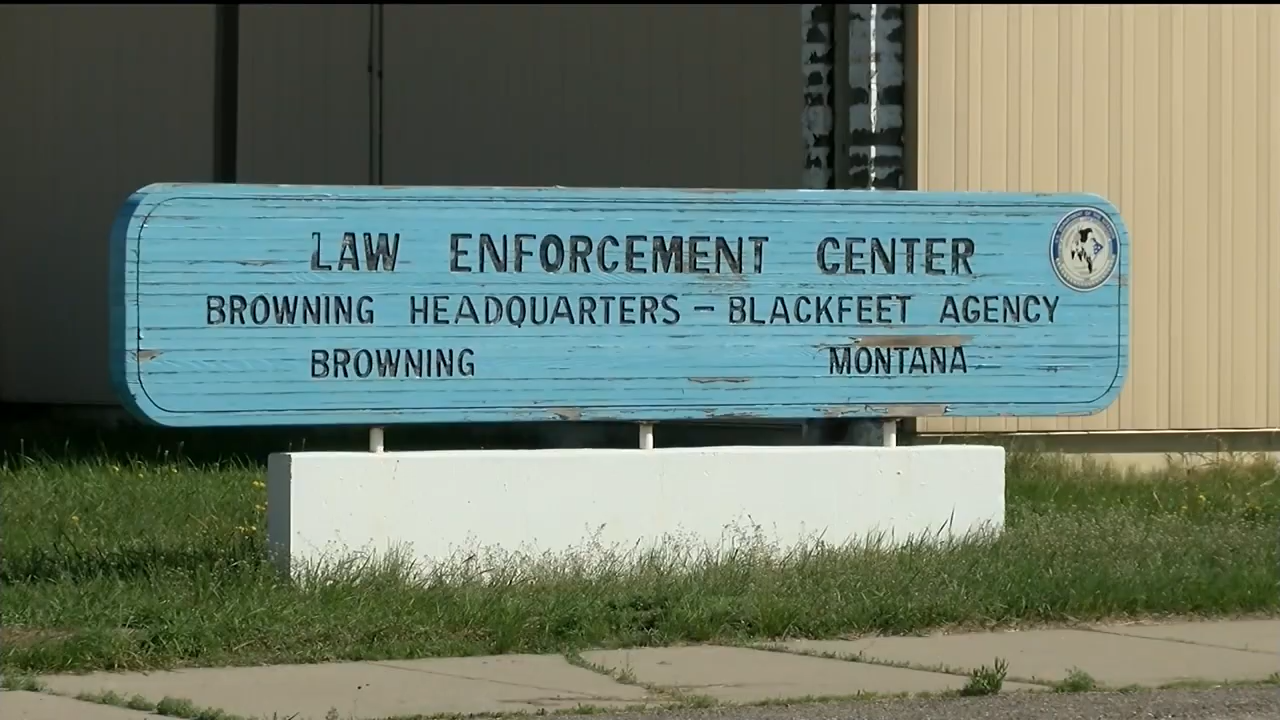 LAW ENFORCEMENT CENTER
BROWNING HEADQUARTERS – BLACKFEET AGENCY
BROWNING MONTANA